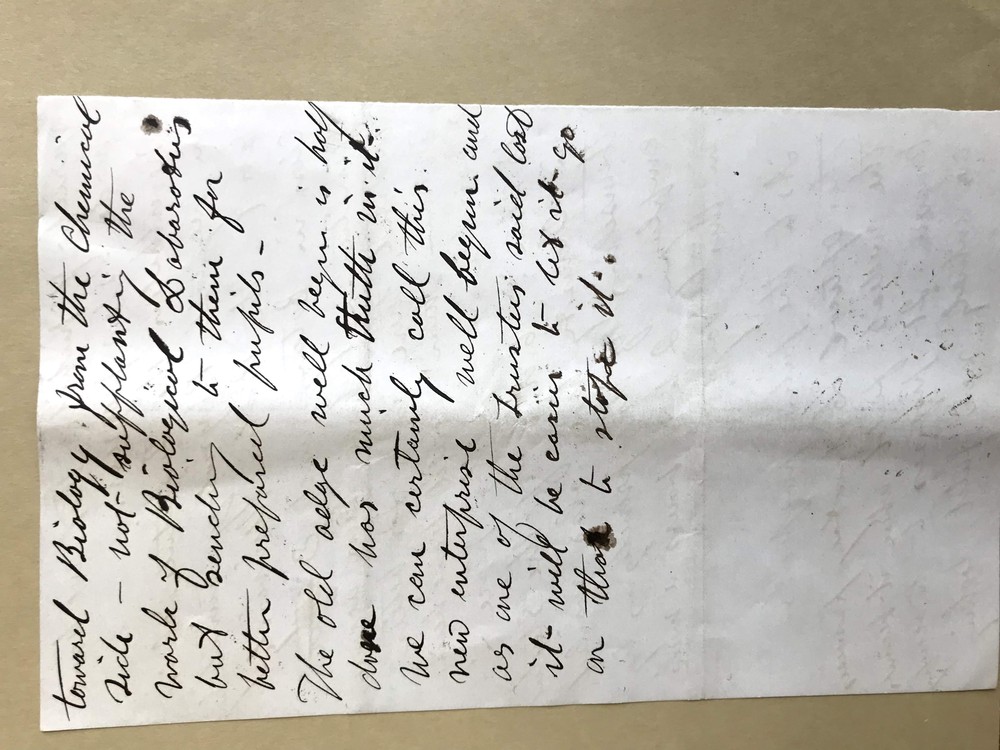 toward Biology from the Chemical
side — not supplanting the
work of Biological Laboratories
but sending to them far
better prepared pupils —
The old adge well begun is half
done has much truth in it.
We can certainly call this
new enterprise well begun and
as one of the trustees said last
it will be easier to let it go
on than to stop it.